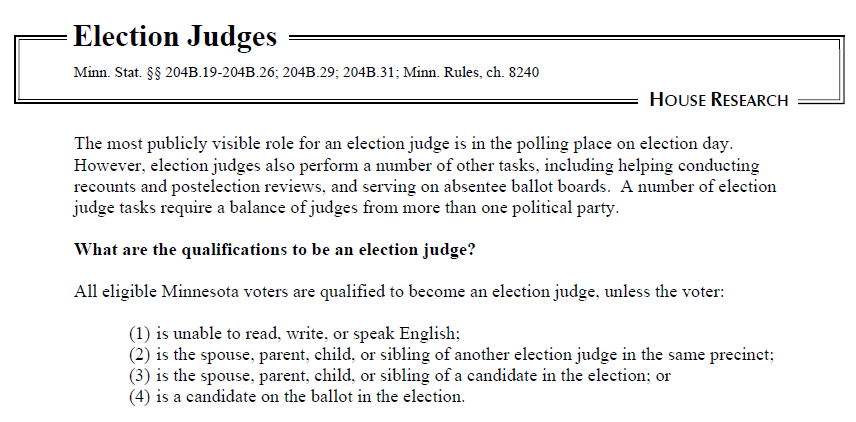 Election Judges
Minn. Stat. §§ 204B.19-204B.26; 204B.29; 204B.31; Minn. Rules, ch. 8240
HOUSE RESEARCH
The most publicly visible role for an election judge is in the polling place on election day.
However, election judges also perform a number of other tasks, including helping conducting
recounts and postelection reviews, and serving on absentee ballot boards.  A number of election
judge tasks require a balance of judges from more than one political party.
What are the qualifications to be an election judge?
All eligible Minnesota voters are qualified to become an election judge, unless the voter:
(1) is unable to read, write, or speak English;
(2) is the spouse, parent, child, or sibling of another election judge in the same precinct;
(3) is the spouse, parent, child, or sibling of a candidate in the election; or
(4) is a candidate on the ballot in the election.